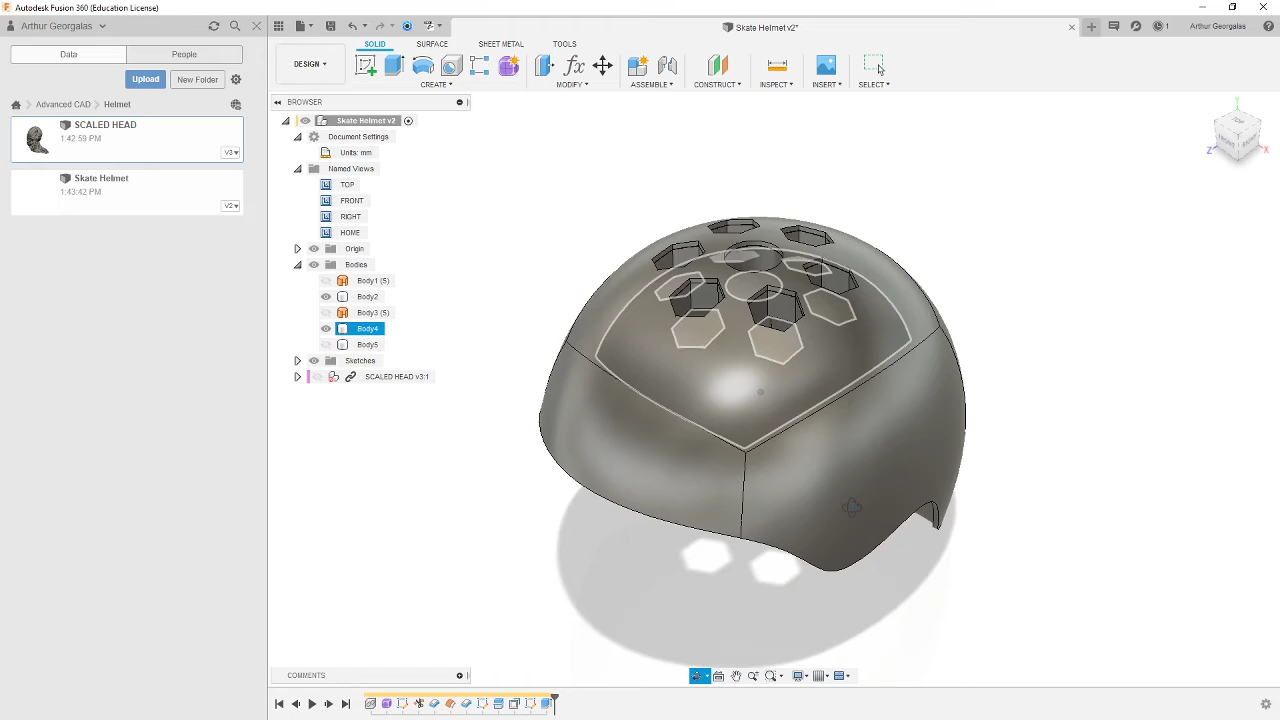 Autodesk Fusion 360 (Education License)
Arthur Georgalas
Skate Helmet v2*
1
Arthur Georgalas
Data
People
SOLID
SURFACE
SHEET METAL
TOOLS
DESIGN
CREATE
MODIFY
ASSEMBLE
CONSTRUCT
INSPECT
INSERT
SELECT
Upload
New Folder
Advanced CAD
Helmet
SCALED HEAD
1:42:59 PM
V3
Skate Helmet
1:43:42 PM
V2
BROWSER
Skate Helmet v2
Document Settings
Units: mm
Named Views
TOP
FRONT
RIGHT
HOME
Origin
Bodies
Body1 (5)
Body2
Body3 (5)
Body4
Body5
Sketches
SCALED HEAD v3:1
Y
Z
X
COMMENTS